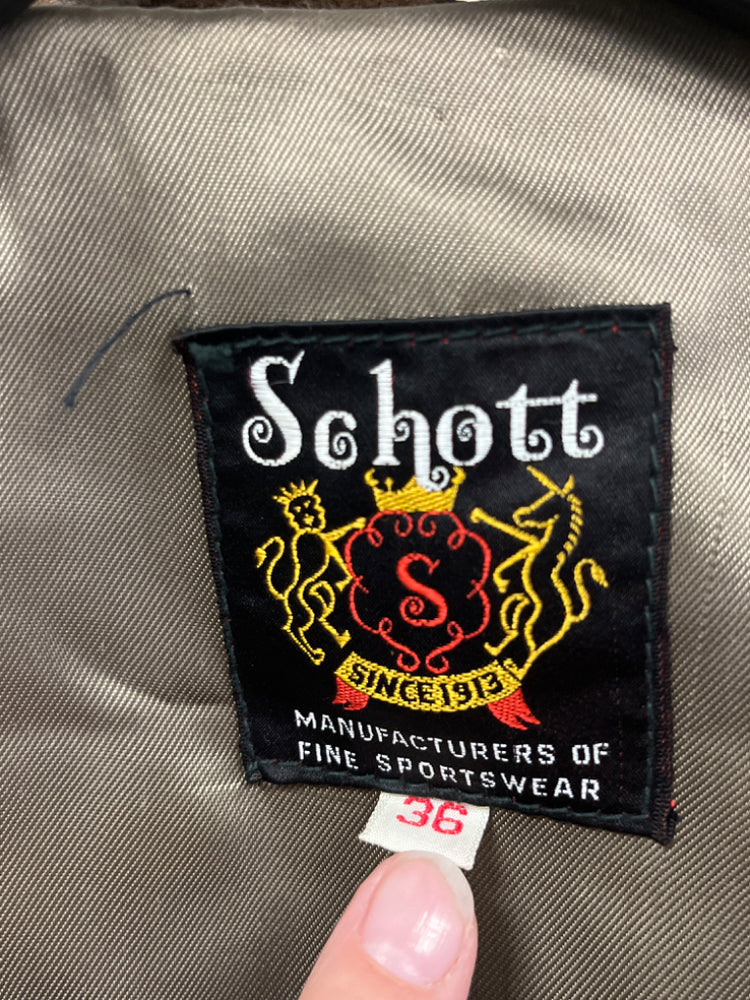 Schott
S
SINCE 1913
MANUFACTURERS OF
FINE SPORTSWEAR
36